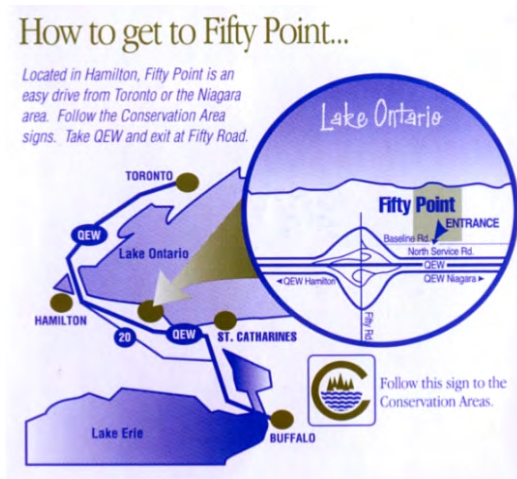 How to get to Fifty Point...
Located in Hamilton, Fifty Point is an
easy drive from Toronto or the Niagara
area. Follow the Conservation Area
signs. Take QEW and exit at Fifty Road.
Lake Ontario
TORONTO
Fifty Point
ENTRANCE
QEW
Baseline Rd.
Lake Ontario
North Service Rd.
QEW
◄QEW Hamilton
QEW Niagara ►
HAMILTON
20
QEW
ST. CATHARINES
Fifty Rd.
Follow this sign to the
Conservation Areas.
Lake Erie
BUFFALO